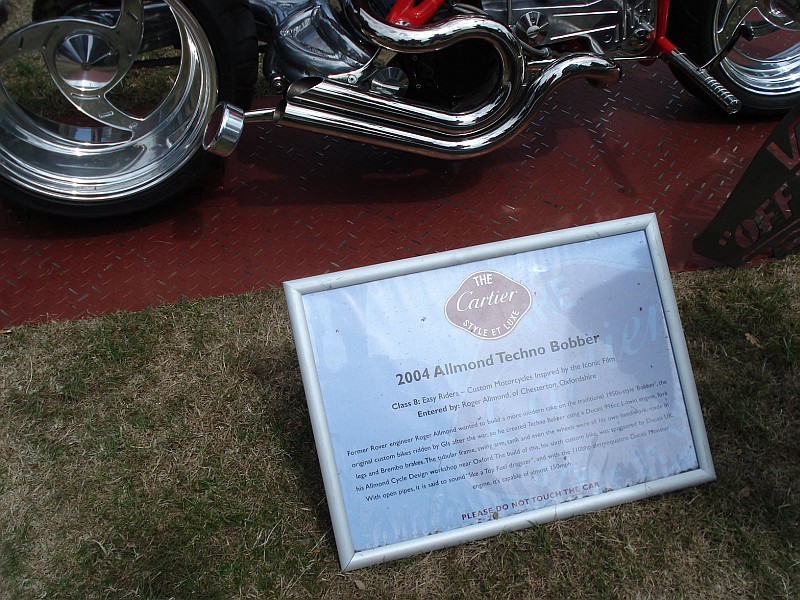 THE
Cartier
STYLE ET LUXE
2004 Allmond Techno Bobber
Class 8: Easy Riders – Custom Motorcycles Inspired by the Iconic Film
Entered by: Roger Allmond, of Chesterton, Oxfordshire
Former Rover engineer Roger Allmond wanted to build a more modern take on the traditional 1950s-style 'Bobber', the
original custom bikes ridden by GIs after the war, so he created Techno Bobber using a Ducati 996cc L-twin engine, fork
legs and Brembo brakes. The tubular frame, swing arm, tank and even the wheels were all his own handiwork, made in
his Allmond Cycle Design workshop near Oxford. The build of this, his sixth custom bike, was sponsored by Ducati UK.
With open pipes, it is said to sound "like a Top Fuel dragster", and with the 110bhp desmoquattro Ducati Monster
engine, it's capable of almost 150mph.
PLEASE DO NOT TOUCH THE CAR
"OFF